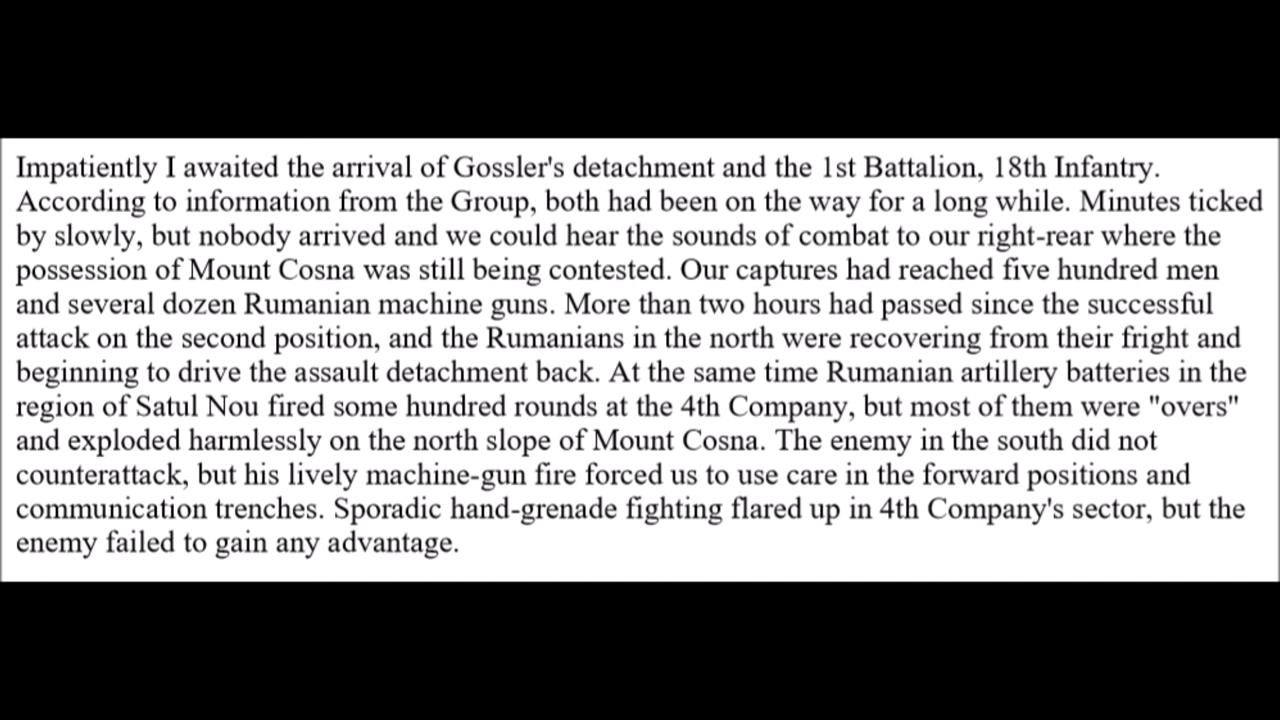 Impatiently I awaited the arrival of Gossler's detachment and the 1st Battalion, 18th Infantry.
According to information from the Group, both had been on the way for a long while. Minutes ticked
by slowly, but nobody arrived and we could hear the sounds of combat to our right-rear where the
possession of Mount Cosna was still being contested. Our captures had reached five hundred men
and several dozen Rumanian machine guns. More than two hours had passed since the successful
attack on the second position, and the Rumanians in the north were recovering from their fright and
beginning to drive the assault detachment back. At the same time Rumanian artillery batteries in the
region of Satul Nou fired some hundred rounds at the 4th Company, but most of them were "overs"
and exploded harmlessly on the north slope of Mount Cosna. The enemy in the south did not
counterattack, but his lively machine-gun fire forced us to use care in the forward positions and
communication trenches. Sporadic hand-grenade fighting flared up in 4th Company's sector, but the
enemy failed to gain any advantage.